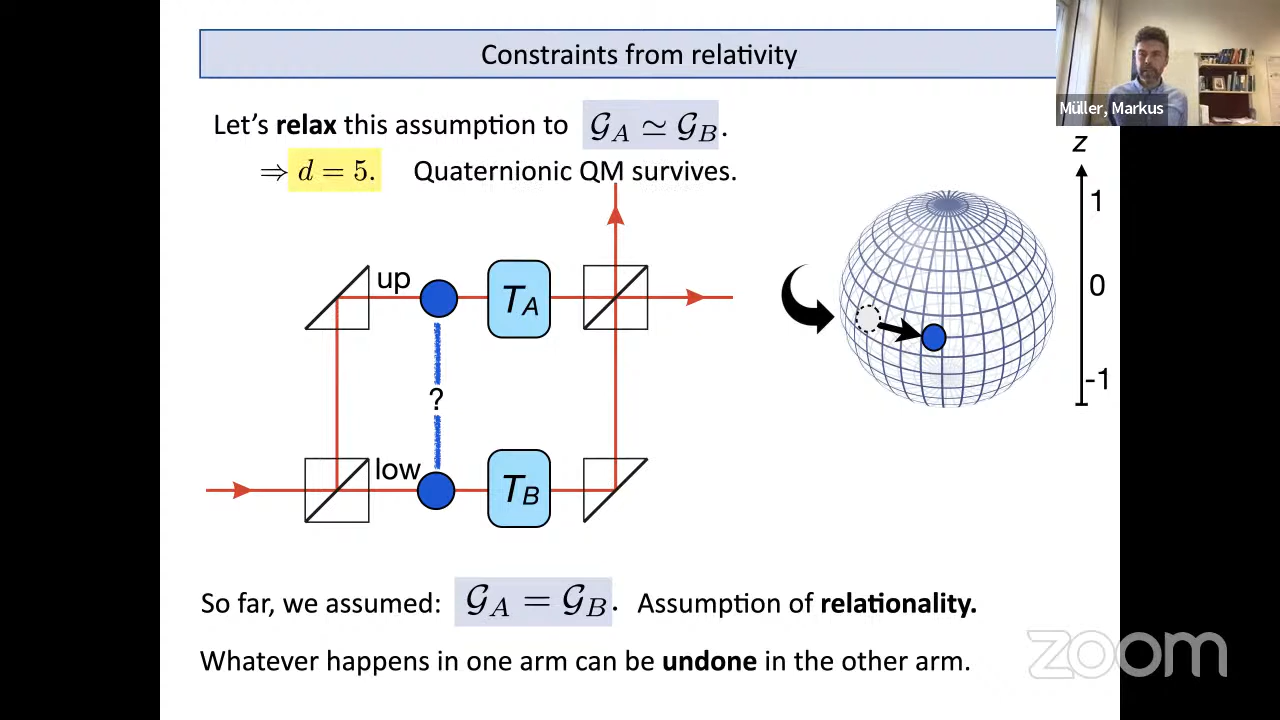 Constraints from relativity
Müller, Markus
Let's relax this assumption to 𝒢_A ≃ 𝒢_B.
⇒ d = 5. Quaternionic QM survives.
z
1
0
-1
up
T_A
?
low
T_B
So far, we assumed: 𝒢_A = 𝒢_B. Assumption of relationality.
Whatever happens in one arm can be undone in the other arm.
zoom